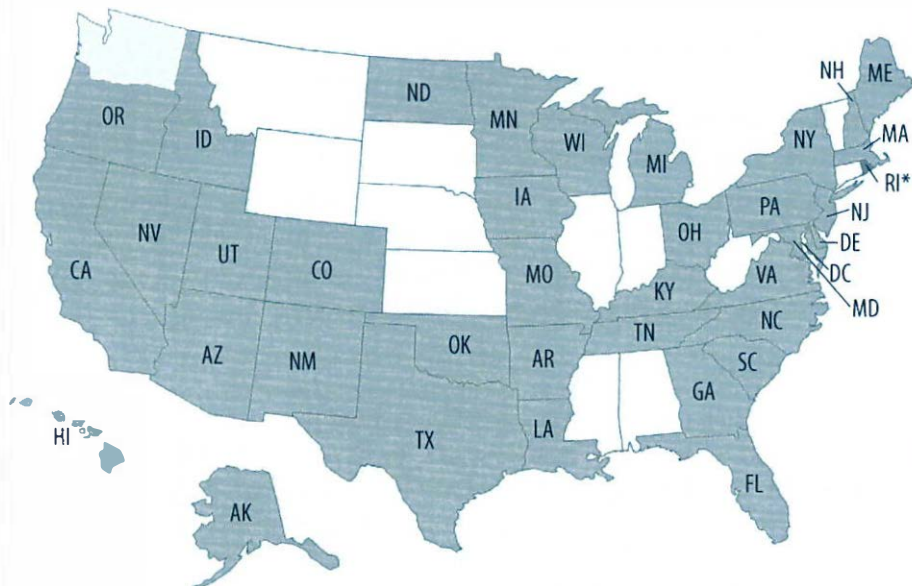 NH
ME
ND
MN
OR
WI
NY
MA
ID
MI
RI*
IA
PA
NJ
NV
OH
DE
UT
CO
MO
VA
DC
CA
KY
MD
NC
TN
OK
AZ
NM
AR
SC
GA
LA
HI
TX
FL
AK